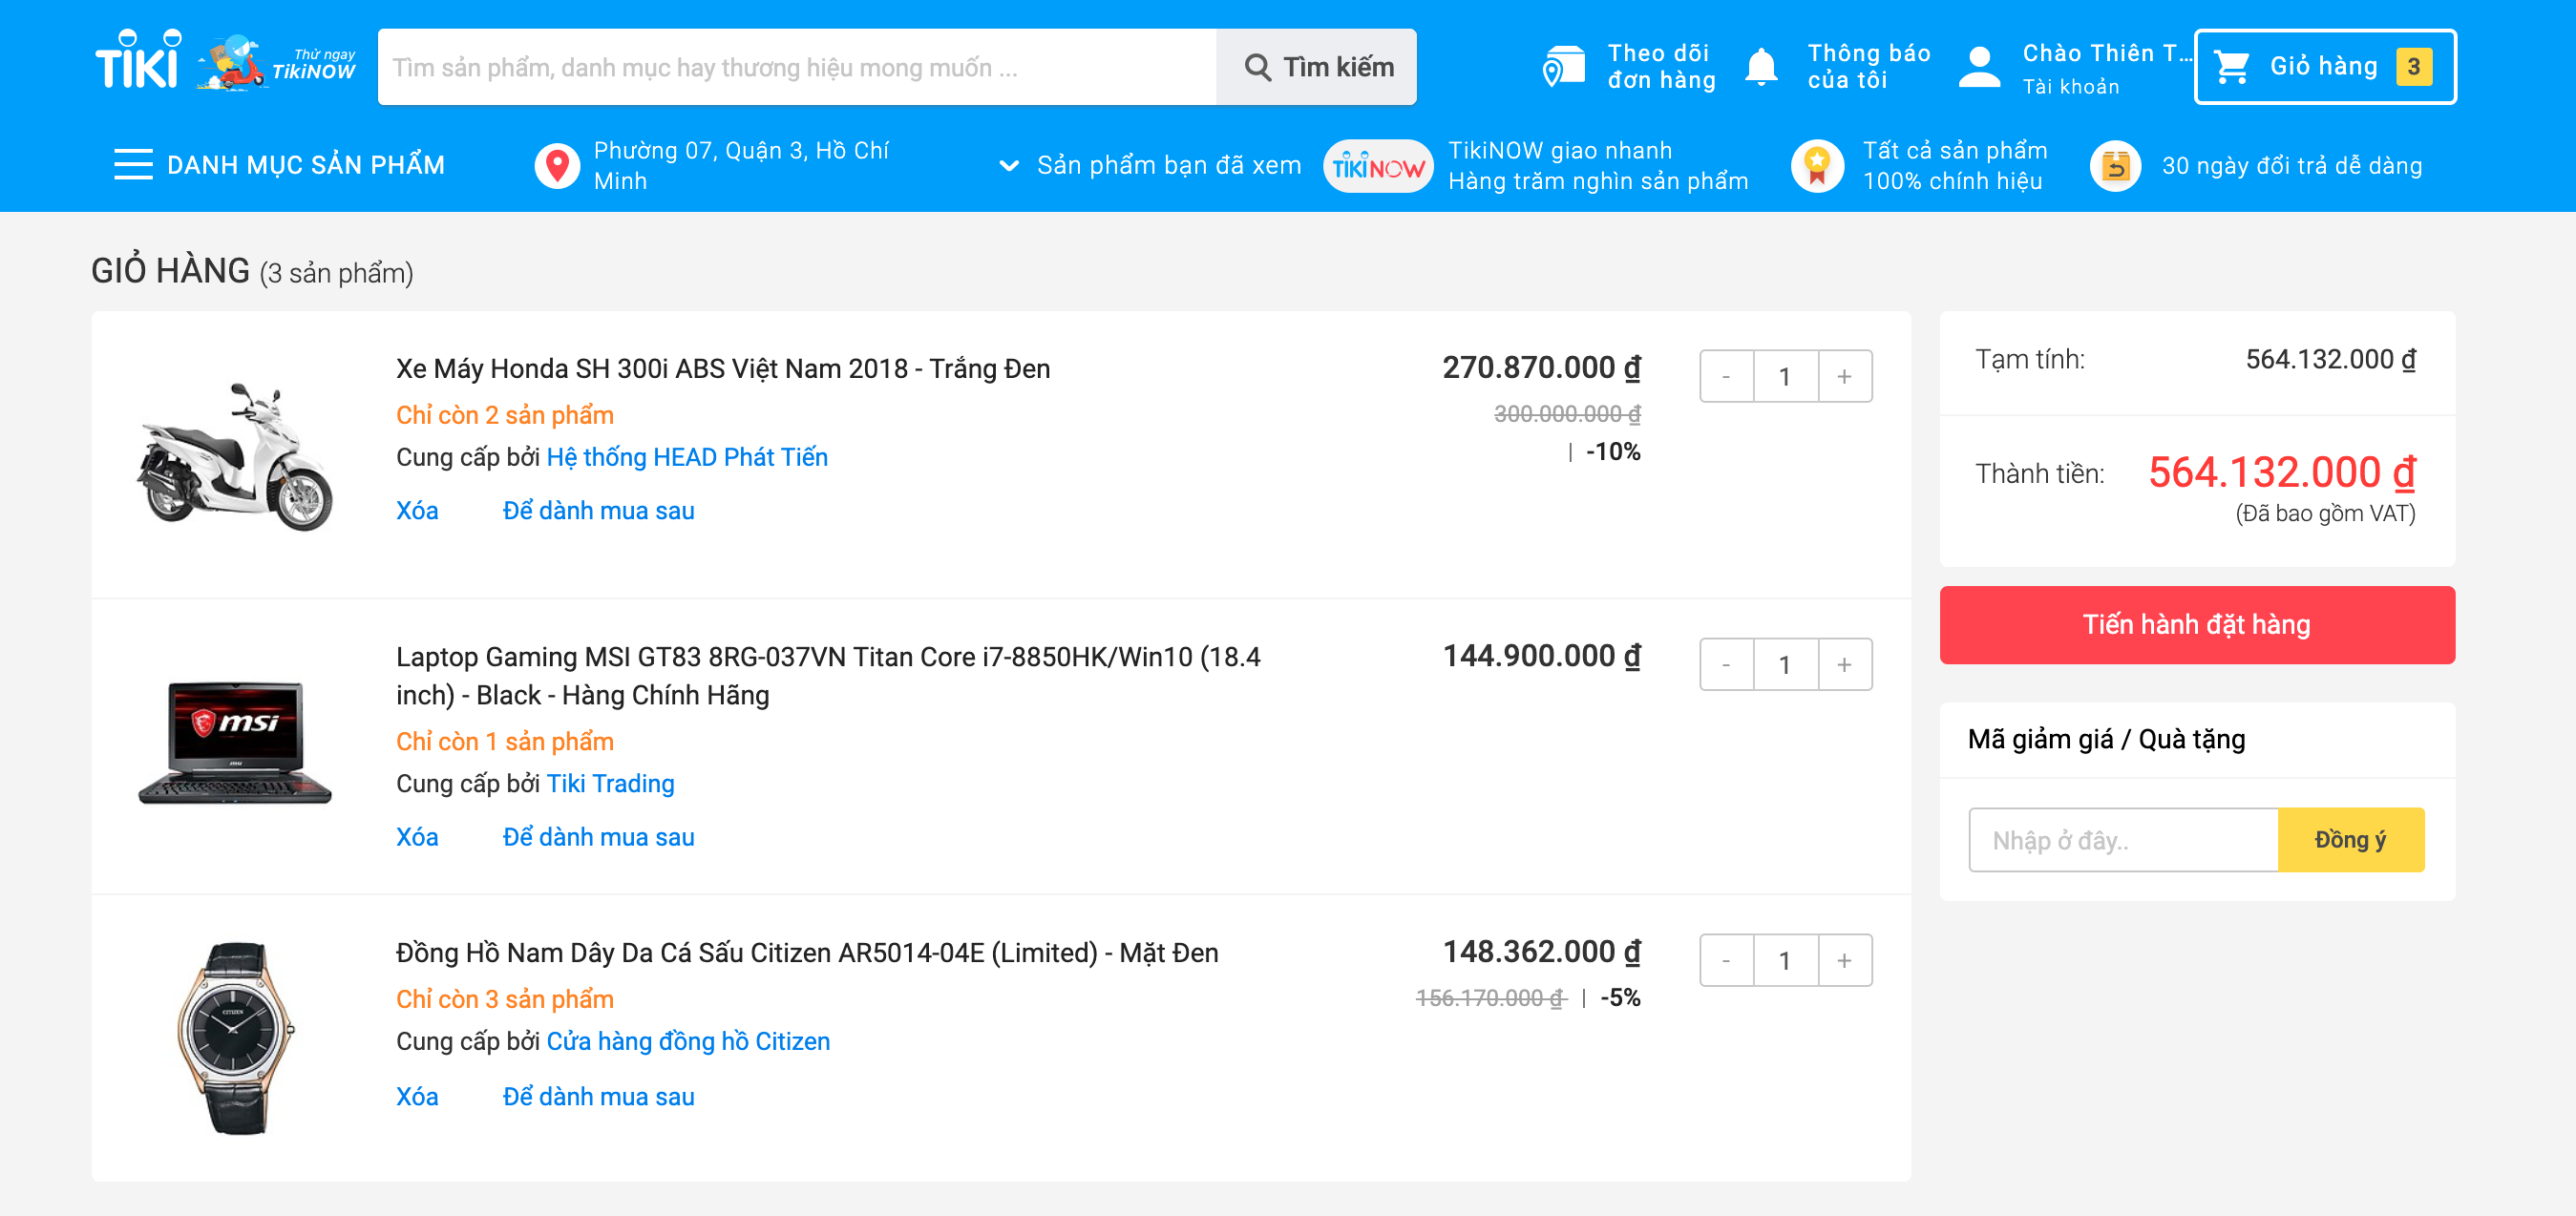 TIKI
Thử ngay
TikiNOW
Tìm sản phẩm, danh mục hay thương hiệu mong muốn ...
Tìm kiếm
Theo dõi
đơn hàng
Thông báo
của tôi
Chào Thiên T...
Tài khoản
Giỏ hàng 3
DANH MỤC SẢN PHẨM
Phường 07, Quận 3, Hồ Chí
Minh
Sản phẩm bạn đã xem
TIKINOW
TikiNOW giao nhanh
Hàng trăm nghìn sản phẩm
Tất cả sản phẩm
100% chính hiệu
30 ngày đổi trả dễ dàng
GIỎ HÀNG (3 sản phẩm)
Xe Máy Honda SH 300i ABS Việt Nam 2018 - Trắng Đen
Chỉ còn 2 sản phẩm
Cung cấp bởi Hệ thống HEAD Phát Tiến
Xóa Để dành mua sau
270.870.000 ₫
300.000.000 ₫
| -10%
- 1 +
msi
Laptop Gaming MSI GT83 8RG-037VN Titan Core i7-8850HK/Win10 (18.4
inch) - Black - Hàng Chính Hãng
Chỉ còn 1 sản phẩm
Cung cấp bởi Tiki Trading
Xóa Để dành mua sau
144.900.000 ₫
- 1 +
CITIZEN
Đồng Hồ Nam Dây Da Cá Sấu Citizen AR5014-04E (Limited) - Mặt Đen
Chỉ còn 3 sản phẩm
Cung cấp bởi Cửa hàng đồng hồ Citizen
Xóa Để dành mua sau
148.362.000 ₫
156.170.000 ₫ | -5%
- 1 +
Tạm tính: 564.132.000 ₫
Thành tiền: 564.132.000 ₫
(Đã bao gồm VAT)
Tiến hành đặt hàng
Mã giảm giá / Quà tặng
Nhập ở đây..
Đồng ý